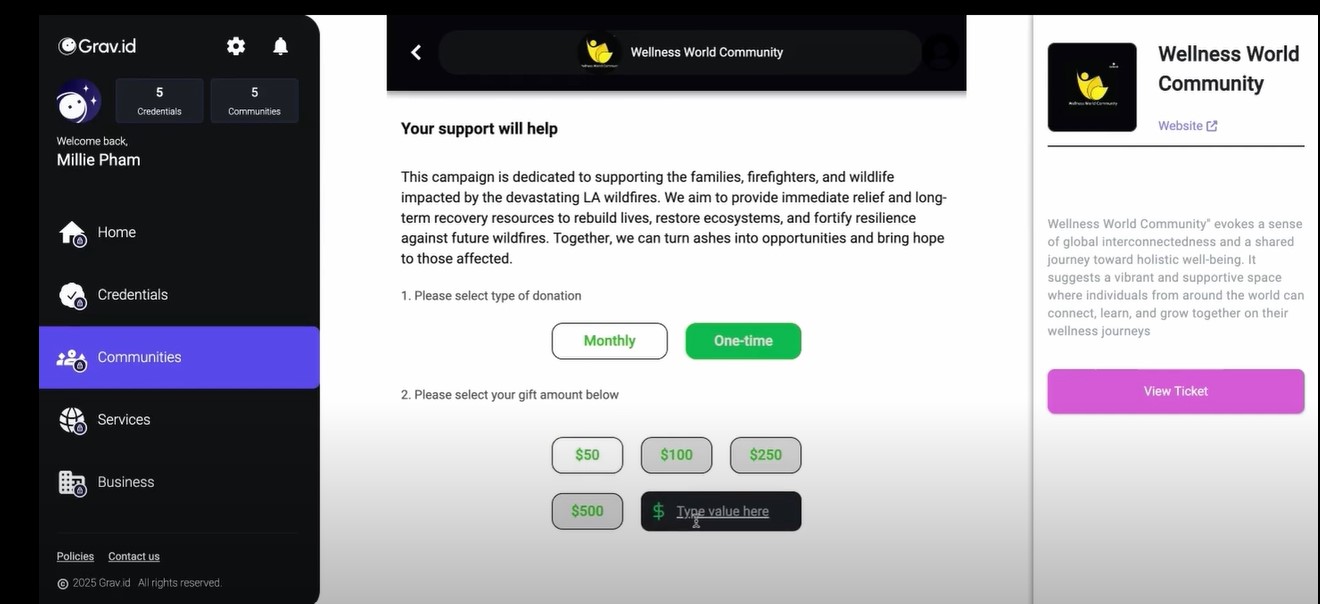 Grav.id
5
Credentials
5
Communities
Welcome back,
Millie Pham
Home
Credentials
Communities
Services
Business
Policies Contact us
© 2025 Grav.id All rights reserved.
Wellness World Community
Your support will help
This campaign is dedicated to supporting the families, firefighters, and wildlife
impacted by the devastating LA wildfires. We aim to provide immediate relief and long-
term recovery resources to rebuild lives, restore ecosystems, and fortify resilience
against future wildfires. Together, we can turn ashes into opportunities and bring hope
to those affected.
1. Please select type of donation
Monthly One-time
2. Please select your gift amount below
$50 $100 $250
$500 $ Type value here
Wellness World Community
Wellness World
Community
Website
Wellness World Community" evokes a sense
of global interconnectedness and a shared
journey toward holistic well-being. It
suggests a vibrant and supportive space
where individuals from around the world can
connect, learn, and grow together on their
wellness journeys
View Ticket